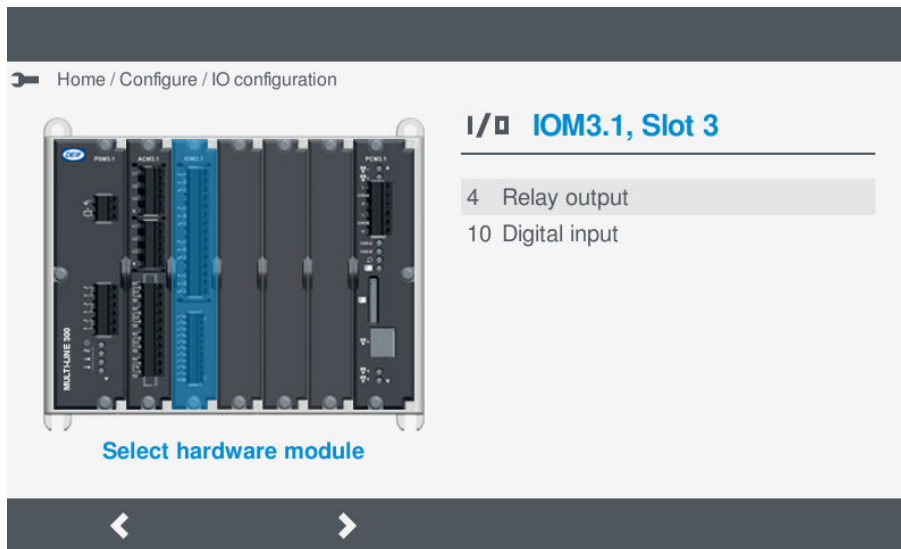 Home / Configure / IO configuration
I/O IOM3.1, Slot 3
4 Relay output
10 Digital input
DEIF
PSM3.1
ACM3.1
IOM3.1
PCM3.1
MULTI-LINE 300
Select hardware module